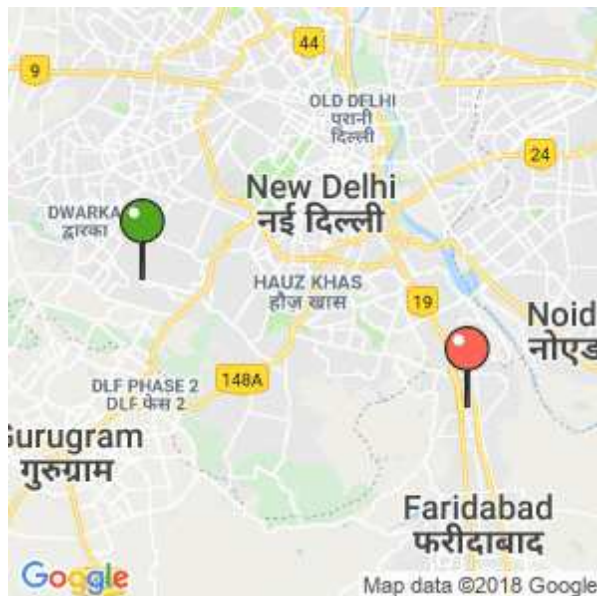 44
9
OLD DELHI
पुरानी
दिल्ली
24
New Delhi
नई दिल्ली
DWARKA
द्वारका
HAUZ KHAS
हौज़ खास
19
Noid
नोएड
148A
DLF PHASE 2
DLF फेस 2
Gurugram
गुरुग्राम
Faridabad
फरीदाबाद
Google
Map data ©2018 Google